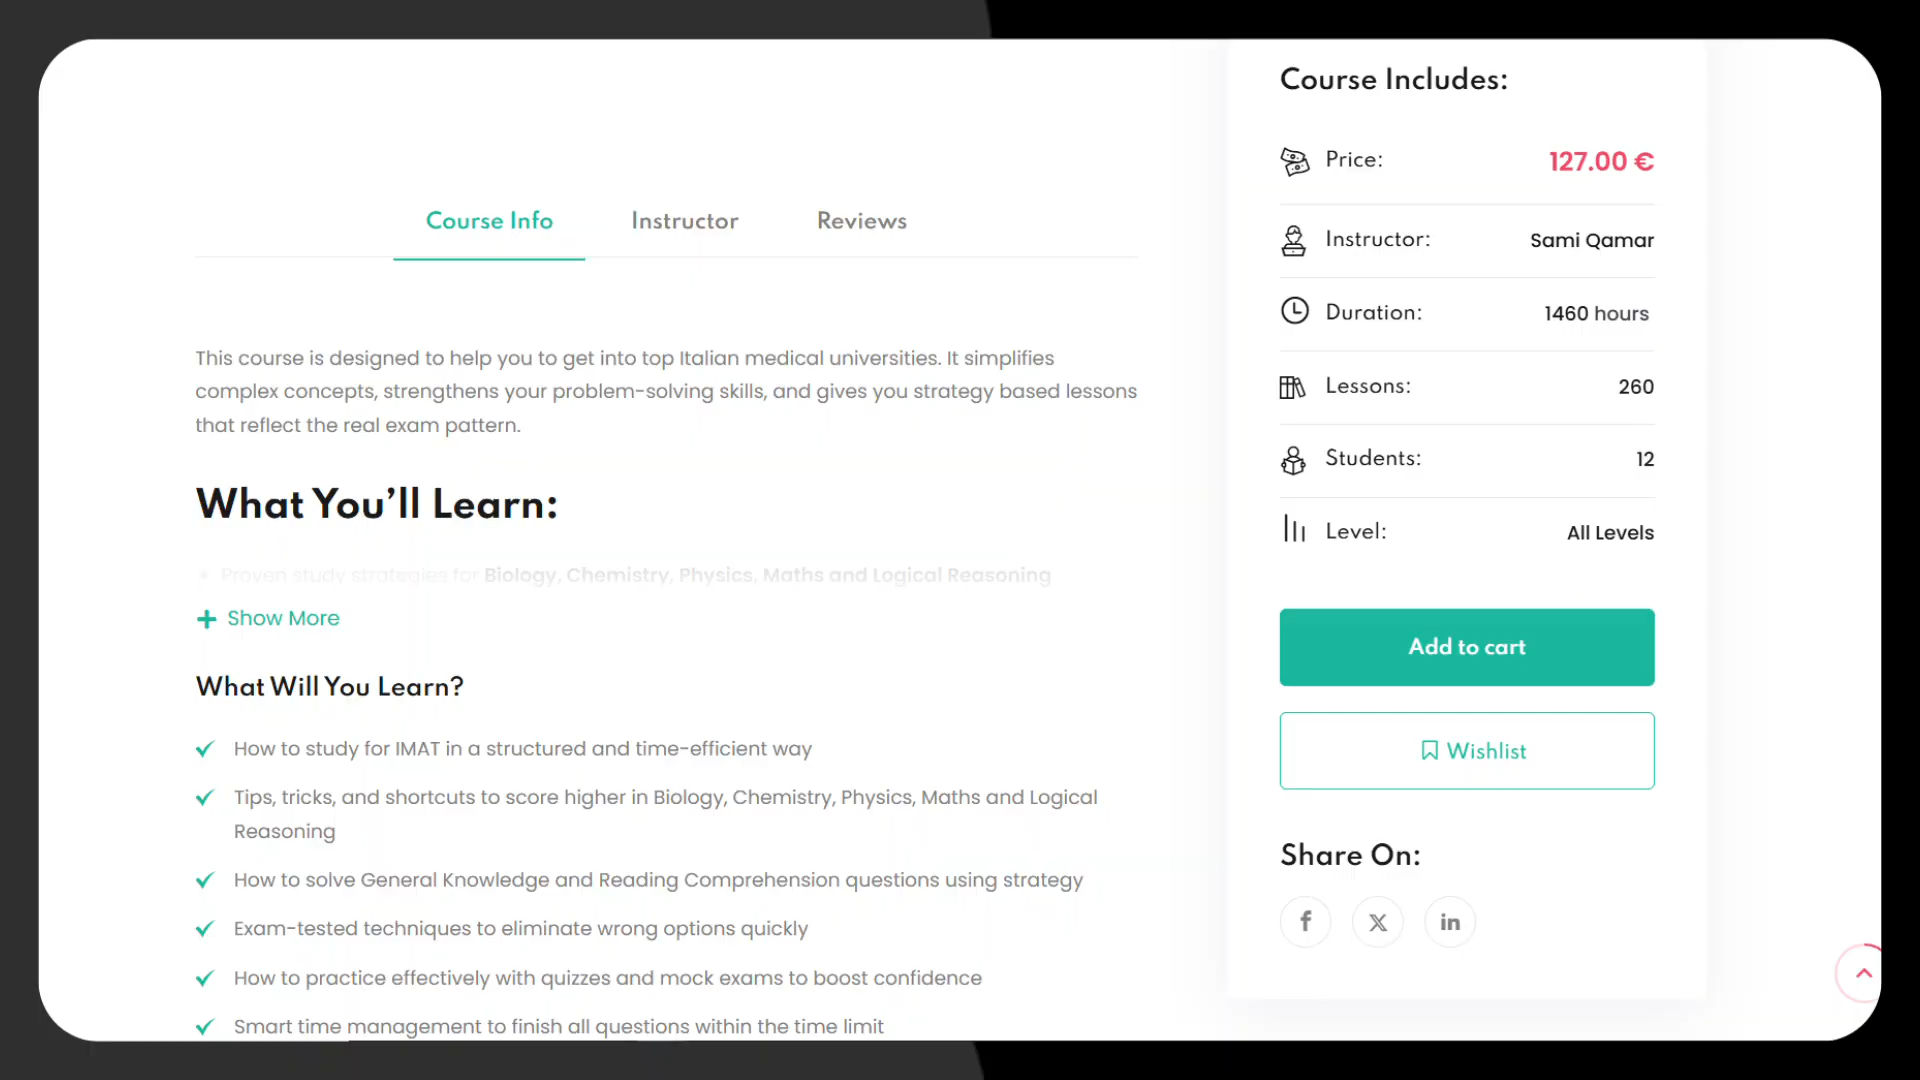 Course Info
Instructor
Reviews
This course is designed to help you to get into top Italian medical universities. It simplifies
complex concepts, strengthens your problem-solving skills, and gives you strategy based lessons
that reflect the real exam pattern.
What You’ll Learn:
• Proven study strategies for Biology, Chemistry, Physics, Maths and Logical Reasoning
+ Show More
What Will You Learn?
How to study for IMAT in a structured and time-efficient way
Tips, tricks, and shortcuts to score higher in Biology, Chemistry, Physics, Maths and Logical
Reasoning
How to solve General Knowledge and Reading Comprehension questions using strategy
Exam-tested techniques to eliminate wrong options quickly
How to practice effectively with quizzes and mock exams to boost confidence
Smart time management to finish all questions within the time limit
Course Includes:
Price: 127.00 €
Instructor: Sami Qamar
Duration: 1460 hours
Lessons: 260
Students: 12
Level: All Levels
Add to cart
Wishlist
Share On:
f X in